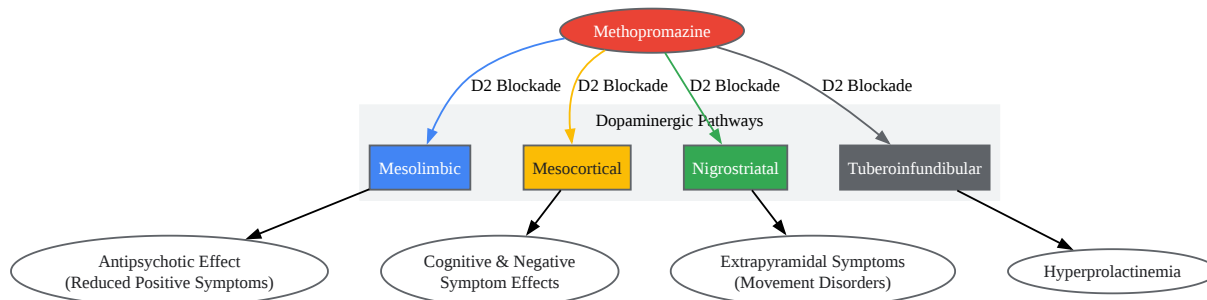 Methopromazine
D2 Blockade
D2 Blockade
D2 Blockade
D2 Blockade
Dopaminergic Pathways
Mesolimbic
Mesocortical
Nigrostriatal
Tuberoinfundibular
Antipsychotic Effect
(Reduced Positive Symptoms)
Cognitive & Negative
Symptom Effects
Extrapyramidal Symptoms
(Movement Disorders)
Hyperprolactinemia